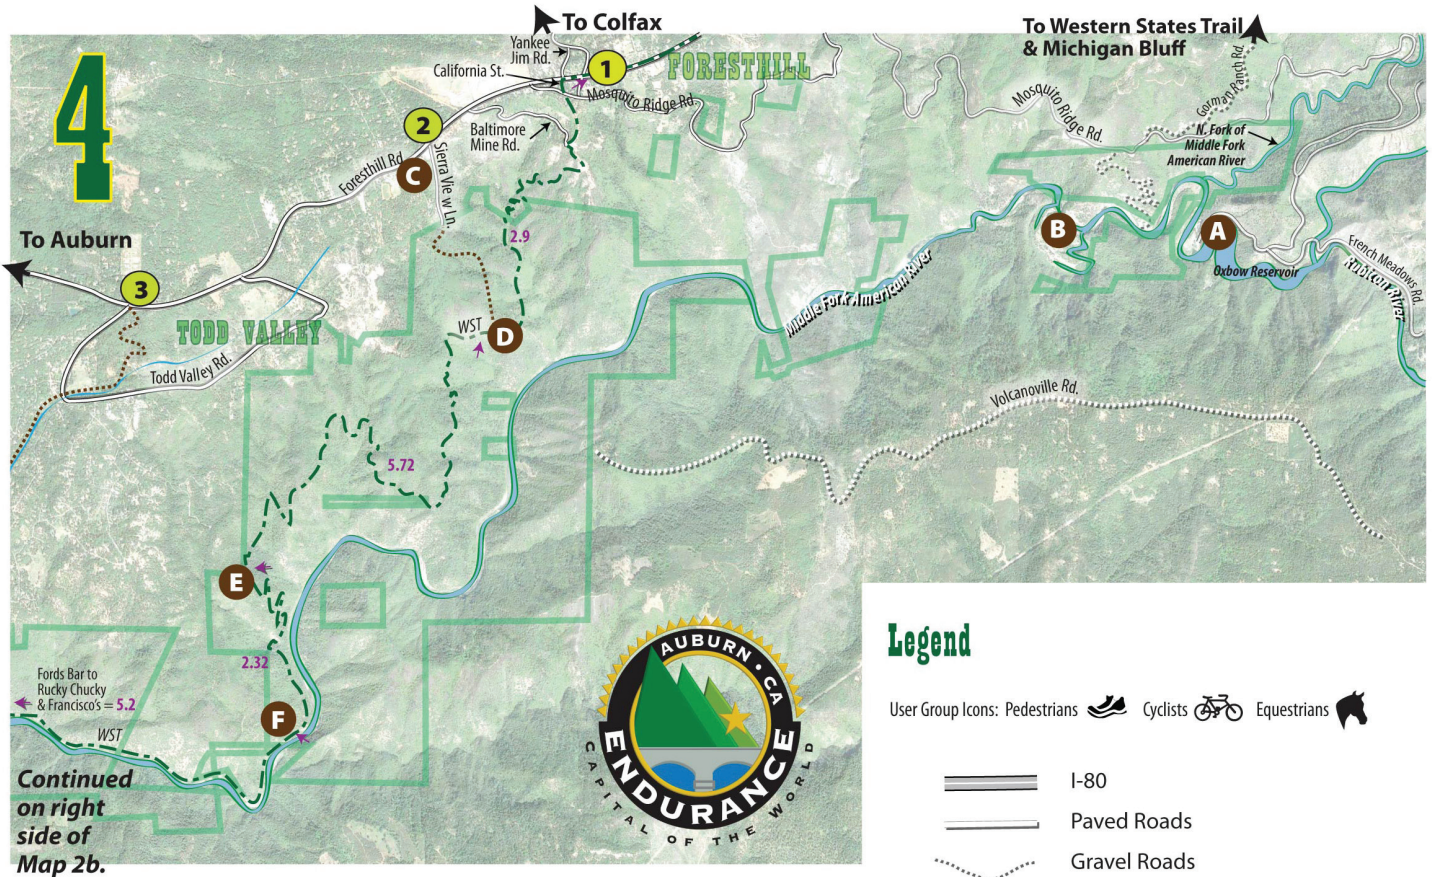 4
To Colfax
To Western States Trail
& Michigan Bluff
Yankee
Jim Rd.
California St.
1
FORESTHILL
Mosquito Ridge Rd.
Mosquito Ridge Rd.
Gorman Ranch Rd.
N. Fork of
Middle Fork
American River
2
Baltimore
Mine Rd.
Foresthill Rd.
C
Sierra View Ln.
To Auburn
2.9
B
A
Oxbow Reservoir
French Meadows Rd.
Rubicon River
Middle Fork American River
3
TODD VALLEY
Todd Valley Rd.
WST
D
Volcanoville Rd.
5.72
E
2.32
F
Fords Bar to
Rucky Chucky
& Francisco's = 5.2
WST
Continued
on right
side of
Map 2b.
AUBURN • CA
ENDURANCE
CAPITAL OF THE WORLD
Legend
User Group Icons: Pedestrians Cyclists Equestrians
I-80
Paved Roads
Gravel Roads